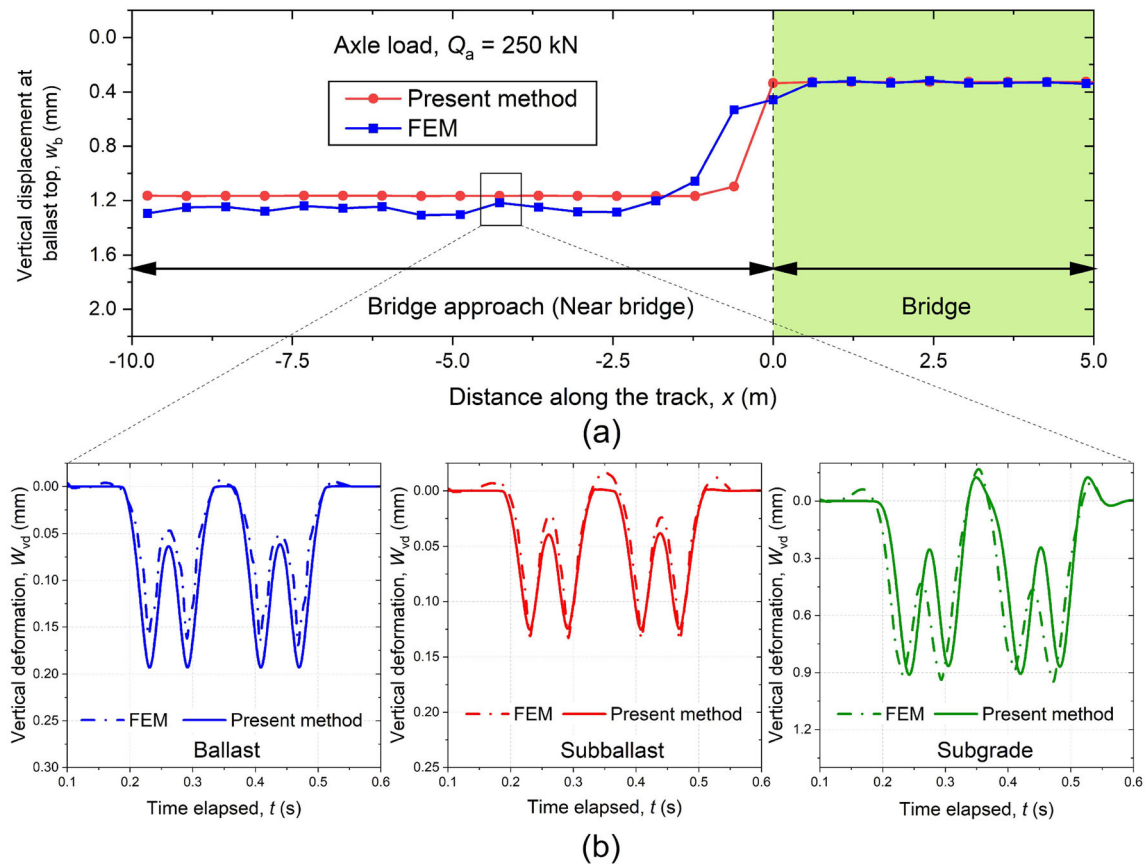 Vertical displacement at
ballast top, w_b (mm)
0.0
0.4
0.8
1.2
1.6
2.0
Axle load, Q_a = 250 kN
Present method
FEM
Bridge approach (Near bridge)
Bridge
-10.0
-7.5
-5.0
-2.5
0.0
2.5
5.0
Distance along the track, x (m)
(a)
Vertical deformation, W_vd (mm)
0.00
0.05
0.10
0.15
0.20
0.25
0.30
FEM
Present method
Ballast
0.1
0.2
0.3
0.4
0.5
0.6
Time elapsed, t (s)
Vertical deformation, W_vd (mm)
0.00
0.05
0.10
0.15
0.20
0.25
FEM
Present method
Subballast
0.1
0.2
0.3
0.4
0.5
0.6
Time elapsed, t (s)
Vertical deformation, W_vd (mm)
0.0
0.3
0.6
0.9
1.2
FEM
Present method
Subgrade
0.1
0.2
0.3
0.4
0.5
0.6
Time elapsed, t (s)
(b)